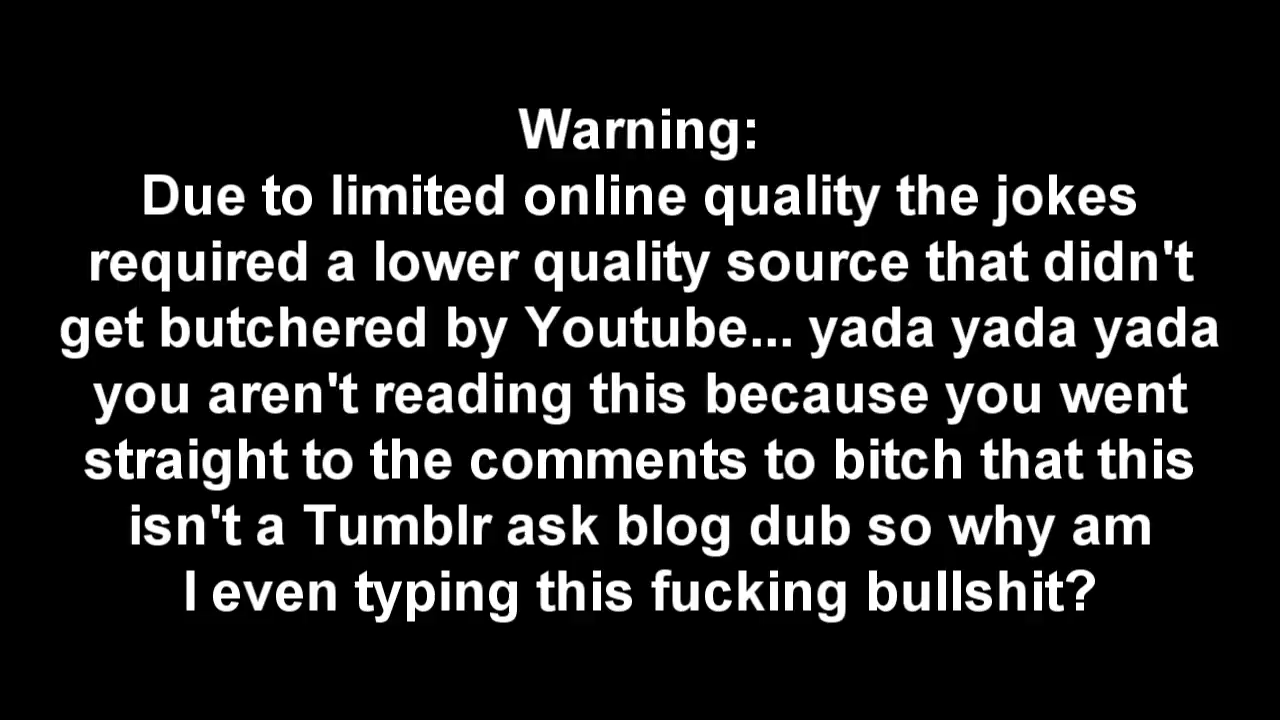 Warning:
Due to limited online quality the jokes
required a lower quality source that didn't
get butchered by Youtube... yada yada yada
you aren't reading this because you went
straight to the comments to bitch that this
isn't a Tumblr ask blog dub so why am
I even typing this fucking bullshit?